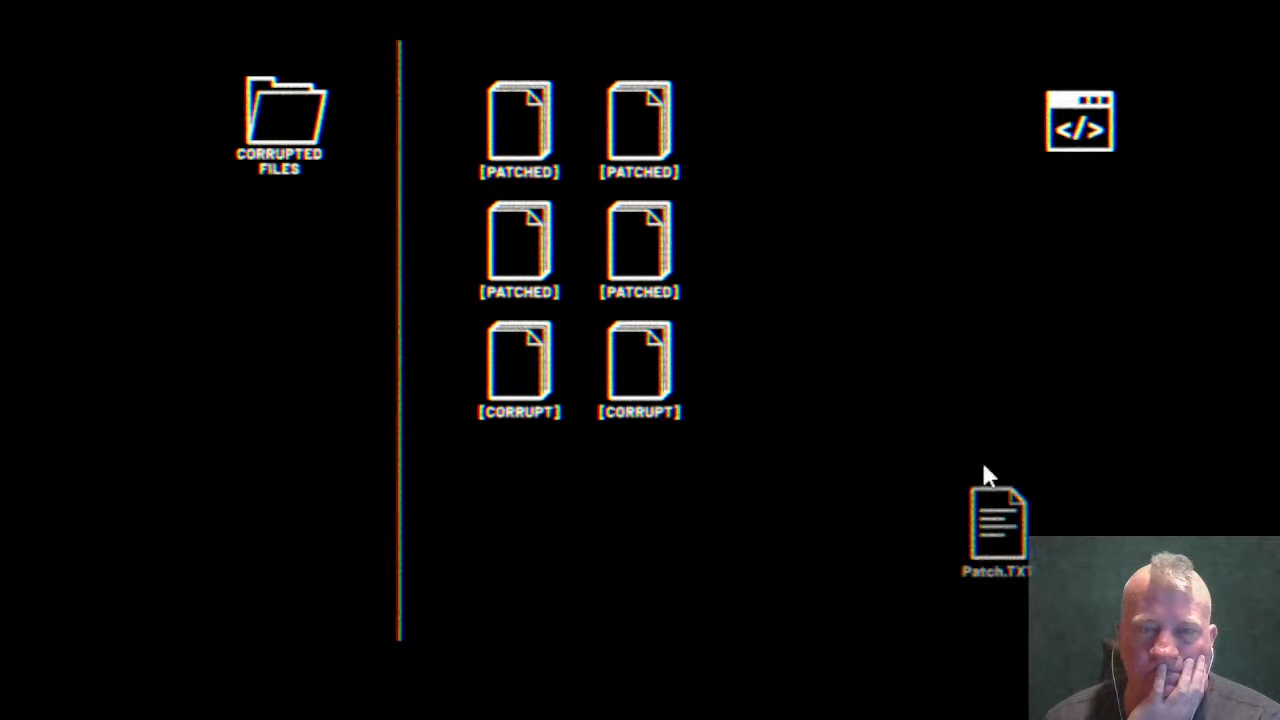 CORRUPTED
FILES
[PATCHED] [PATCHED]
</>
[PATCHED] [PATCHED]
[CORRUPT] [CORRUPT]
Patch.TXT